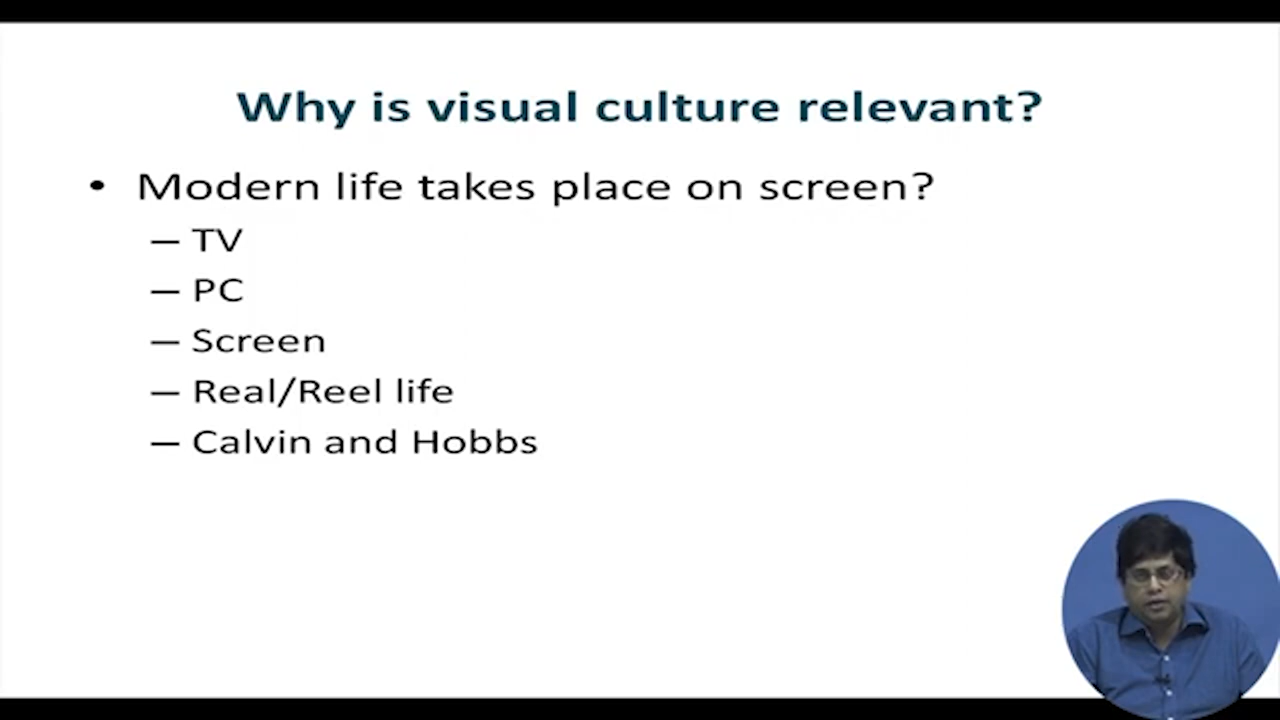 Why is visual culture relevant?
• Modern life takes place on screen?
– TV
– PC
– Screen
– Real/Reel life
– Calvin and Hobbs